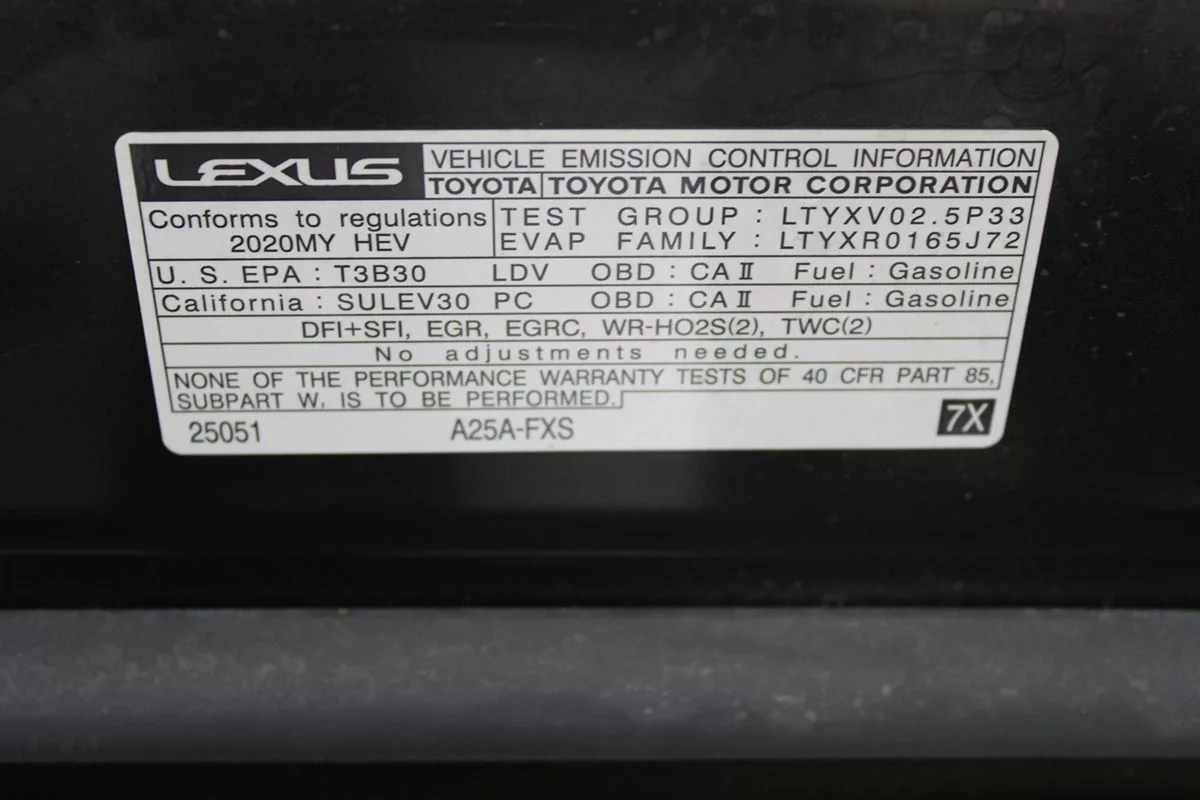 LEXUS
VEHICLE EMISSION CONTROL INFORMATION
TOYOTA TOYOTA MOTOR CORPORATION
Conforms to regulations
2020MY HEV
TEST GROUP : LTYXV02.5P33
EVAP FAMILY : LTYXR0165J72
U. S. EPA : T3B30 LDV OBD : CA II Fuel : Gasoline
California : SULEV30 PC OBD : CA II Fuel : Gasoline
DFI+SFI, EGR, EGRC, WR-HO2S(2), TWC(2)
No adjustments needed.
NONE OF THE PERFORMANCE WARRANTY TESTS OF 40 CFR PART 85,
SUBPART W, IS TO BE PERFORMED.
25051 A25A-FXS 7X